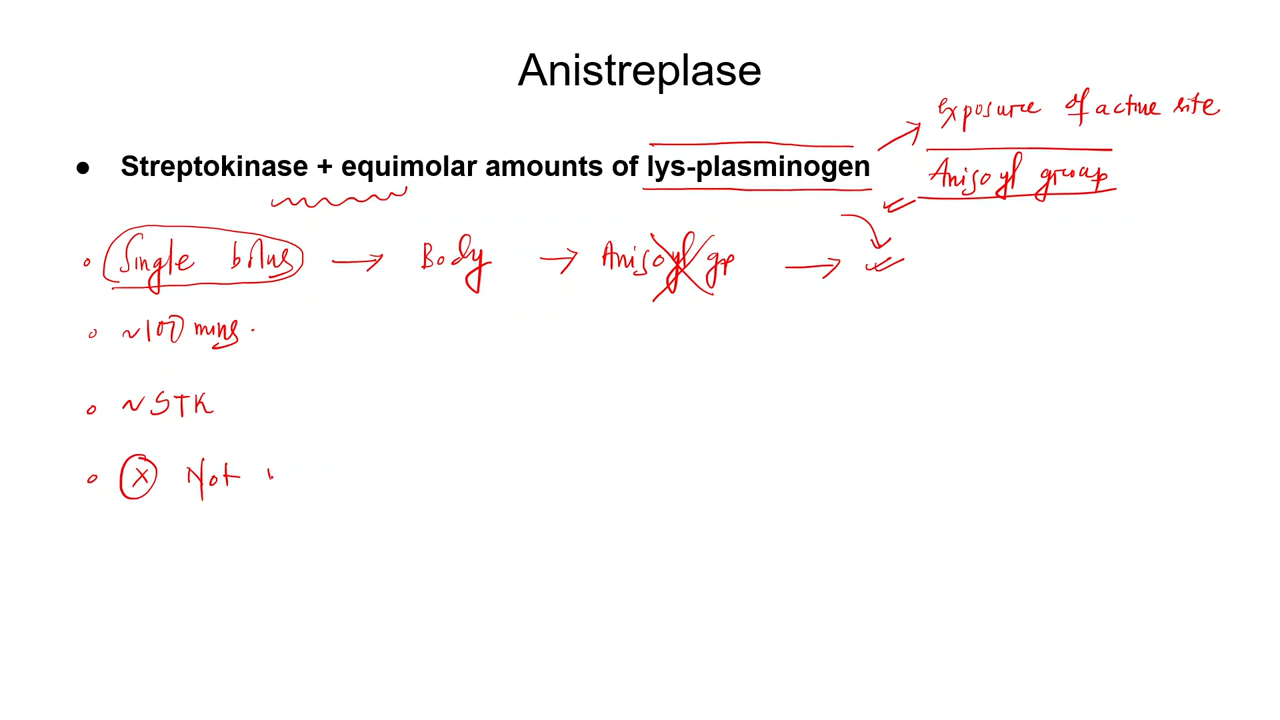 Anistreplase
Exposure of active site
● Streptokinase + equimolar amounts of lys-plasminogen
Anisoyl group
Single bolus → Body → Anisoyl gp →
~100 mins.
~STK
X Not